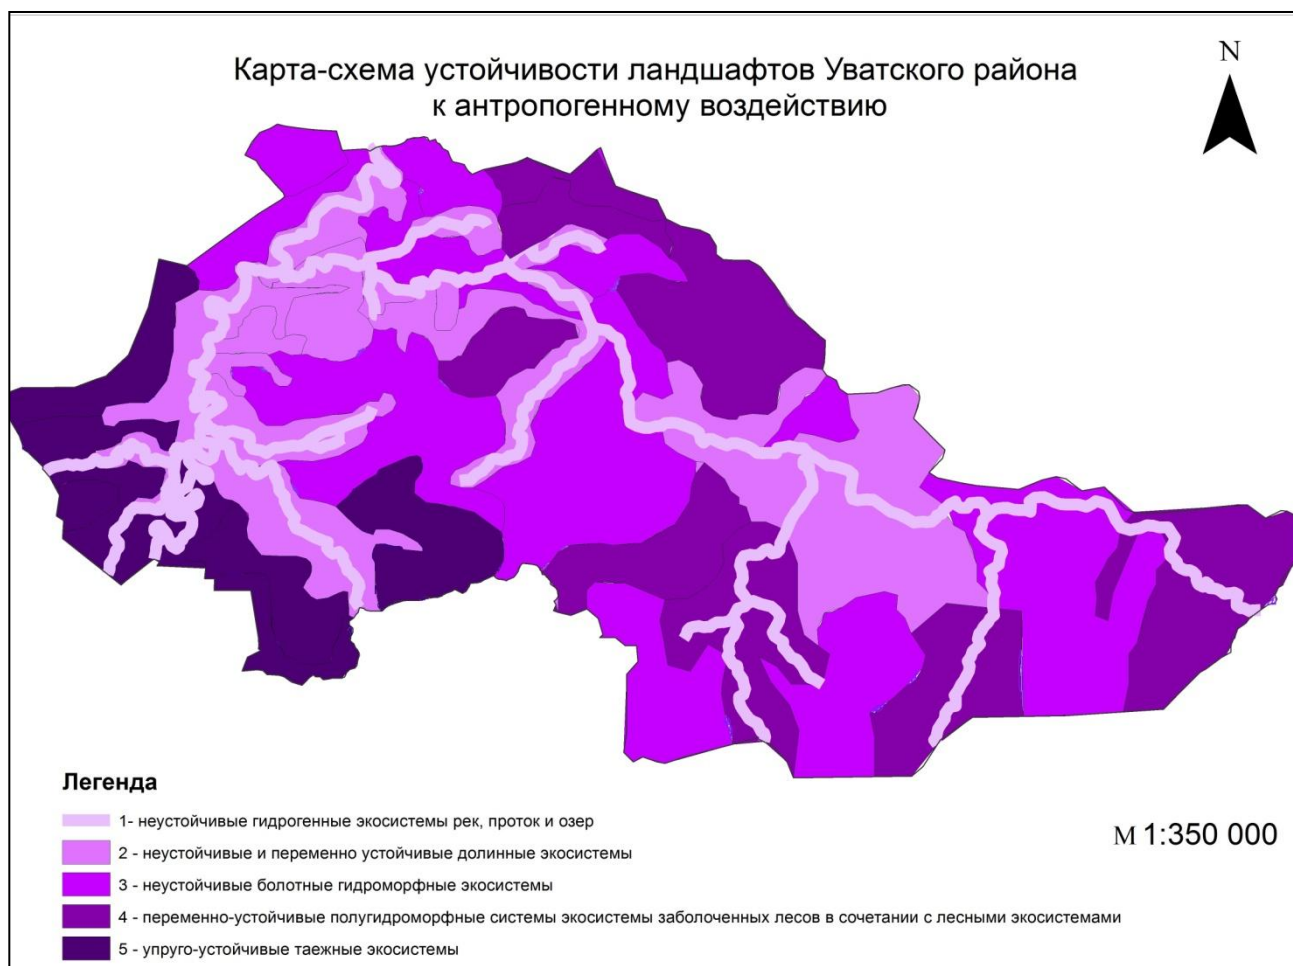 Карта-схема устойчивости ландшафтов Уватского района
к антропогенному воздействию
N
Легенда
1- неустойчивые гидрогенные экосистемы рек, проток и озер
2 - неустойчивые и переменно устойчивые долинные экосистемы
3 - неустойчивые болотные гидроморфные экосистемы
4 - переменно-устойчивые полугидроморфные системы экосистемы заболоченных лесов в сочетании с лесными экосистемами
5 - упруго-устойчивые таежные экосистемы
М 1:350 000